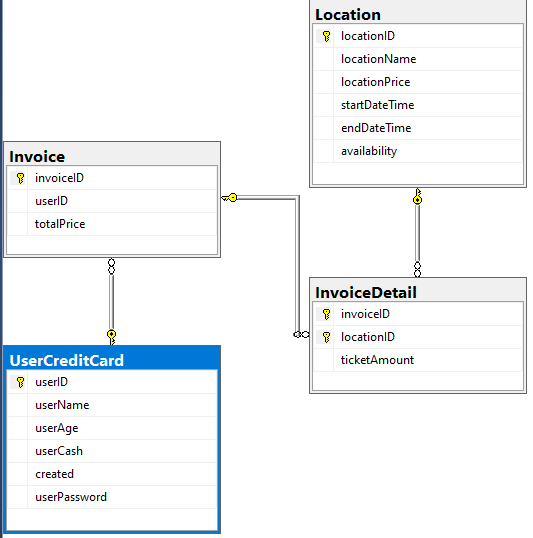 Location
locationID
locationName
locationPrice
startDateTime
endDateTime
availability
Invoice
invoiceID
userID
totalPrice
InvoiceDetail
invoiceID
locationID
ticketAmount
UserCreditCard
userID
userName
userAge
userCash
created
userPassword